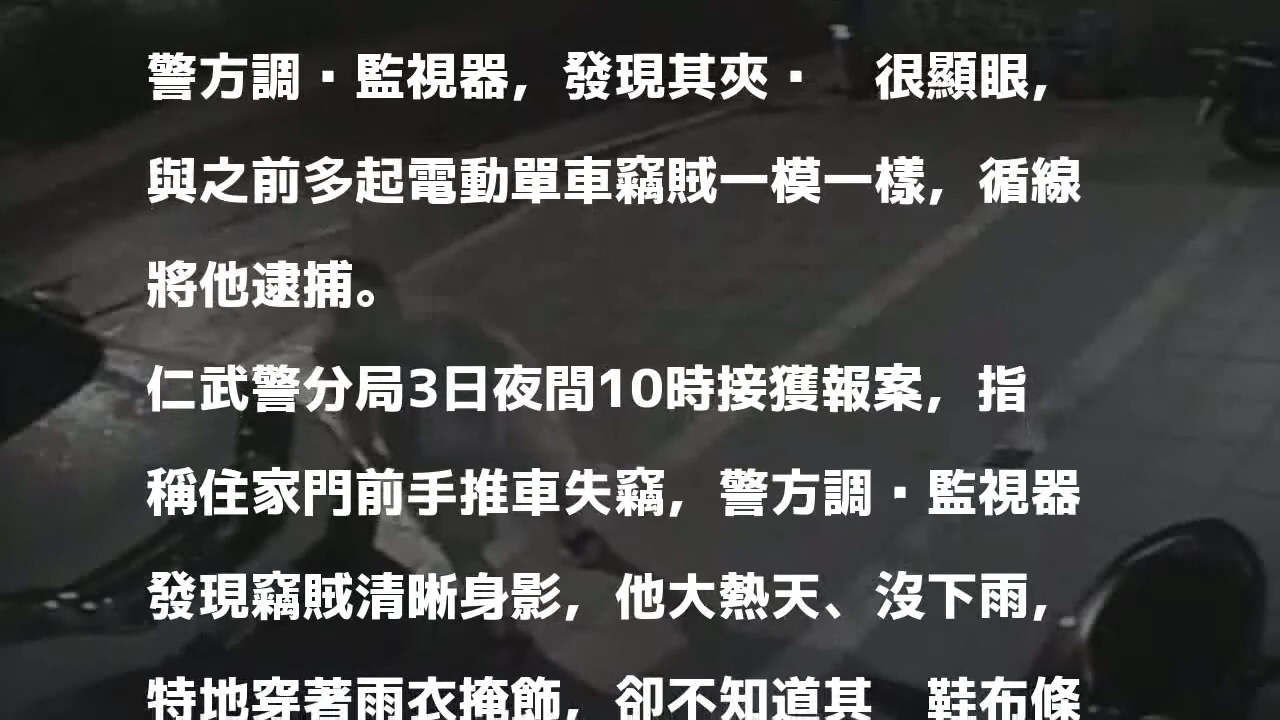 警方調▪監視器，發現其夾▪　很顯眼，
與之前多起電動單車竊賊一模一樣，循線
將他逮捕。
仁武警分局3日夜間10時接獲報案，指
稱住家門前手推車失竊，警方調▪監視器
發現竊賊清晰身影，他大熱天、沒下雨，
特地穿著雨衣掩飾，卻不知道其　鞋布條